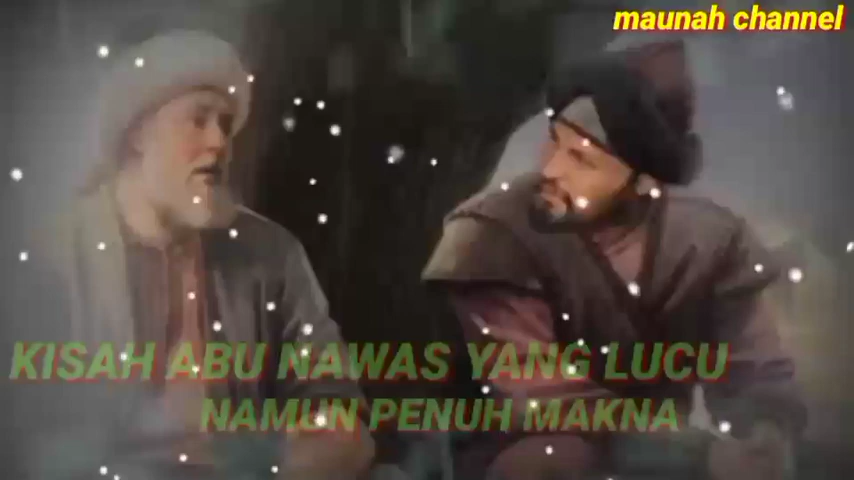 maunah channel
KISAH ABU NAWAS YANG LUCU
NAMUN PENUH MAKNA